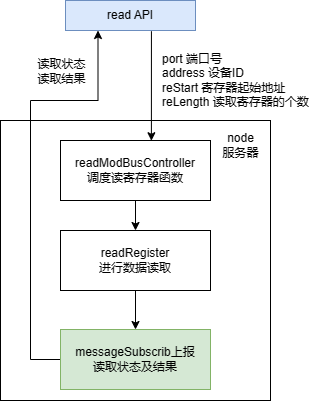 read API
读取状态
读取结果
port 端口号
address 设备ID
reStart 寄存器起始地址
reLength 读取寄存器的个数
node
服务器
readModBusController
调度读寄存器函数
readRegister
进行数据读取
messageSubscrib上报
读取状态及结果